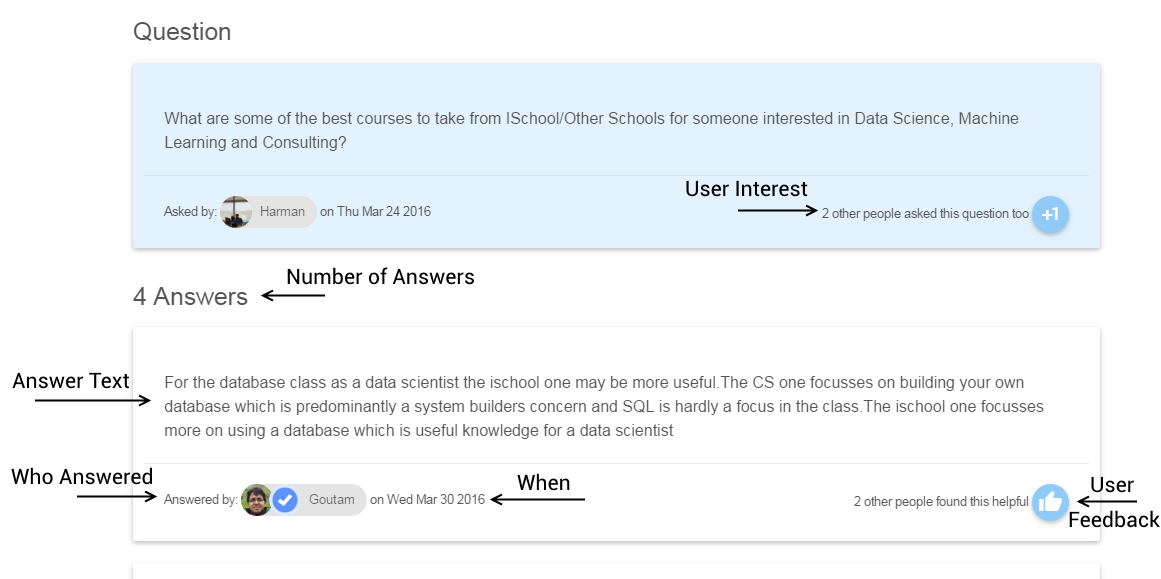 Question
What are some of the best courses to take from ISchool/Other Schools for someone interested in Data Science, Machine
Learning and Consulting?
User Interest
Asked by: Harman on Thu Mar 24 2016
2 other people asked this question too +1
Number of Answers
4 Answers
Answer Text
For the database class as a data scientist the ischool one may be more useful.The CS one focusses on building your own
database which is predominantly a system builders concern and SQL is hardly a focus in the class.The ischool one focusses
more on using a database which is useful knowledge for a data scientist
Who Answered
When
Answered by: Goutam on Wed Mar 30 2016
2 other people found this helpful
User
Feedback